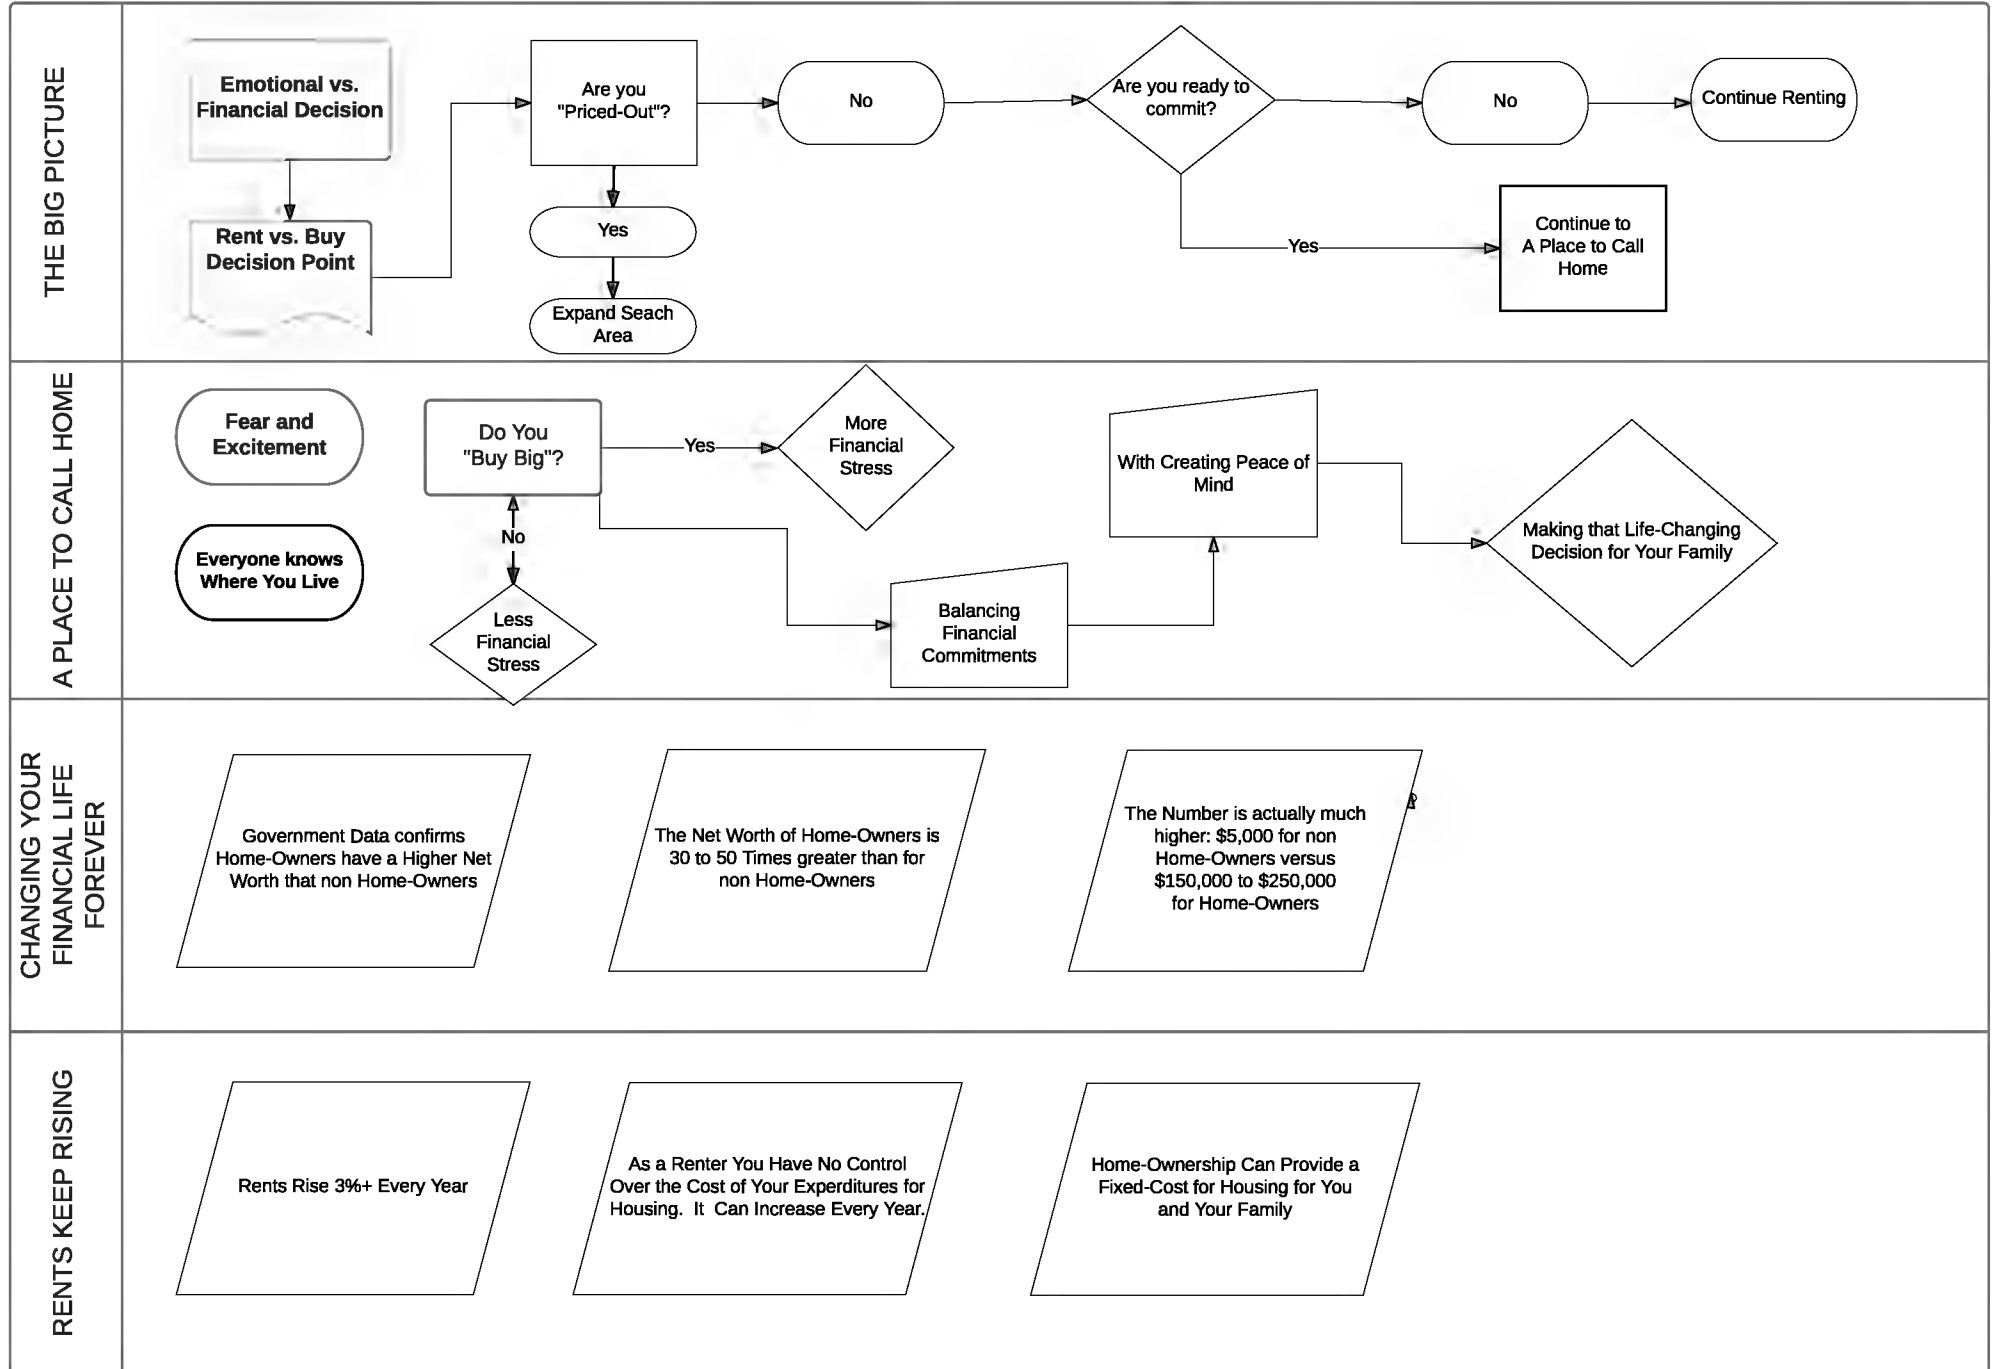 THE BIG PICTURE
Emotional vs.
Financial Decision
Rent vs. Buy
Decision Point
Are you
"Priced-Out"?
Yes
Expand Seach
Area
No
Are you ready to
commit?
No
Continue Renting
Yes
Continue to
A Place to Call
Home
A PLACE TO CALL HOME
Fear and
Excitement
Everyone knows
Where You Live
Do You
"Buy Big"?
Yes
More
Financial
Stress
No
Less
Financial
Stress
Balancing
Financial
Commitments
With Creating Peace of
Mind
Making that Life-Changing
Decision for Your Family
CHANGING YOUR
FINANCIAL LIFE
FOREVER
Government Data confirms
Home-Owners have a Higher Net
Worth that non Home-Owners
The Net Worth of Home-Owners is
30 to 50 Times greater than for
non Home-Owners
The Number is actually much
higher: $5,000 for non
Home-Owners versus
$150,000 to $250,000
for Home-Owners
RENTS KEEP RISING
Rents Rise 3%+ Every Year
As a Renter You Have No Control
Over the Cost of Your Experditures for
Housing.  It  Can Increase Every Year.
Home-Ownership Can Provide a
Fixed-Cost for Housing for You
and Your Family